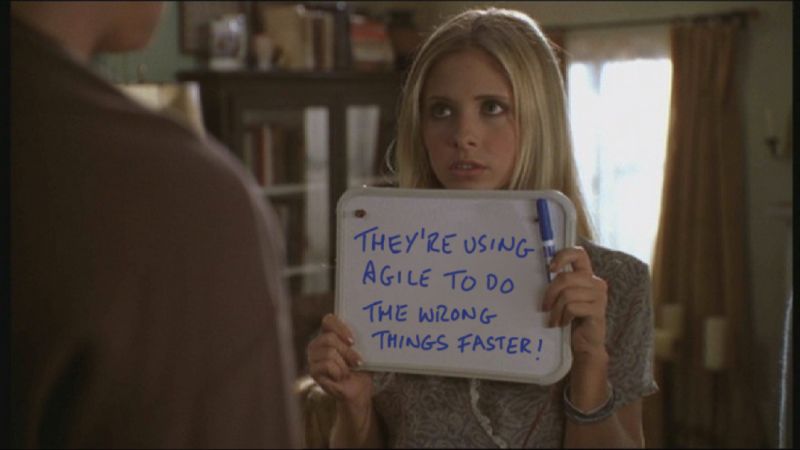 THEY'RE USING
AGILE TO DO
THE WRONG
THINGS FASTER!